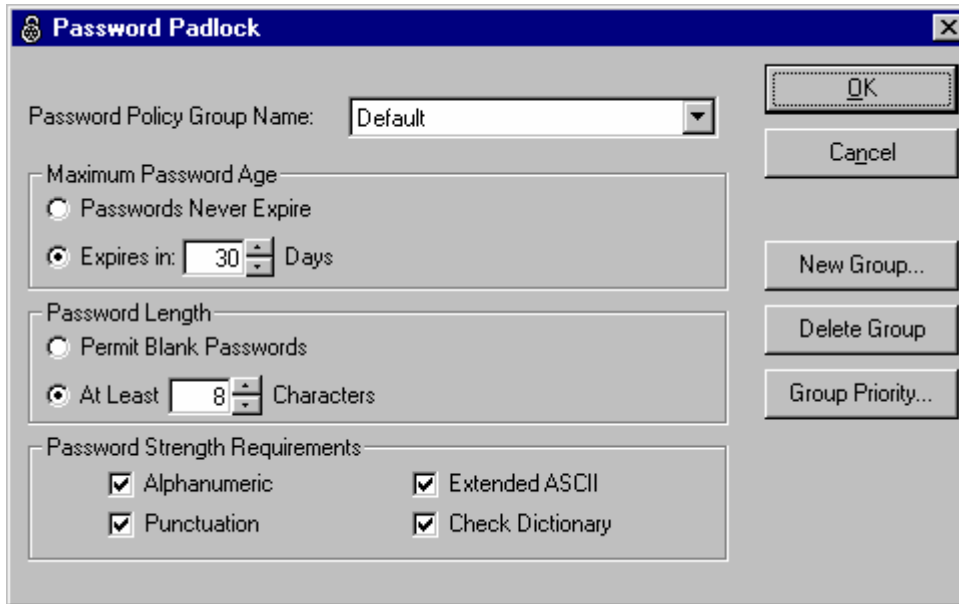 Password Padlock
Password Policy Group Name: Default
OK
Cancel
Maximum Password Age
Passwords Never Expire
Expires in: 30 Days
New Group...
Password Length
Delete Group
Permit Blank Passwords
At Least 8 Characters
Group Priority...
Password Strength Requirements
Alphanumeric Extended ASCII
Punctuation Check Dictionary